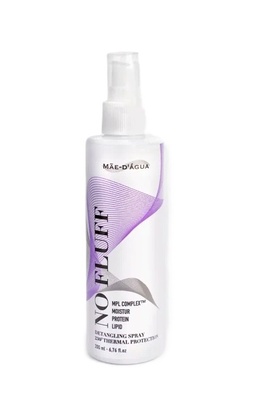 MÃE-D'ÁGUA
NO FLUFF
MPL COMPLEX™
MOISTUR
PROTEIN
LIPID
DETANGLING SPRAY
230° THERMAL PROTECTION
200 ml / 6.76 fl.oz